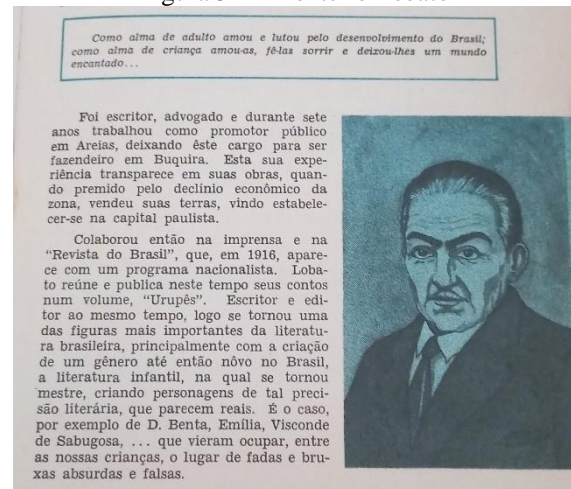 Como alma de adulto amou e lutou pelo desenvolvimento do Brasil;
como alma de criança amou-as, fê-las sorrir e deixou-lhes um mundo
encantado...
Foi escritor, advogado e durante sete
anos trabalhou como promotor público
em Areias, deixando êste cargo para ser
fazendeiro em Buquira. Esta sua expe-
riência transparece em suas obras, quan-
do premido pelo declínio econômico da
zona, vendeu suas terras, vindo estabele-
cer-se na capital paulista.
Colaborou então na imprensa e na
“Revista do Brasil”, que, em 1916, apare-
ce com um programa nacionalista. Loba-
to reúne e publica neste tempo seus contos
num volume, “Urupês”. Escritor e edi-
tor ao mesmo tempo, logo se tornou uma
das figuras mais importantes da literatu-
ra brasileira, principalmente com a criação
de um gênero até então nôvo no Brasil,
a literatura infantil, na qual se tornou
mestre, criando personagens de tal preci-
são literária, que parecem reais. É o caso,
por exemplo de D. Benta, Emília, Visconde
de Sabugosa, ... que vieram ocupar, entre
as nossas crianças, o lugar de fadas e bru-
xas absurdas e falsas.